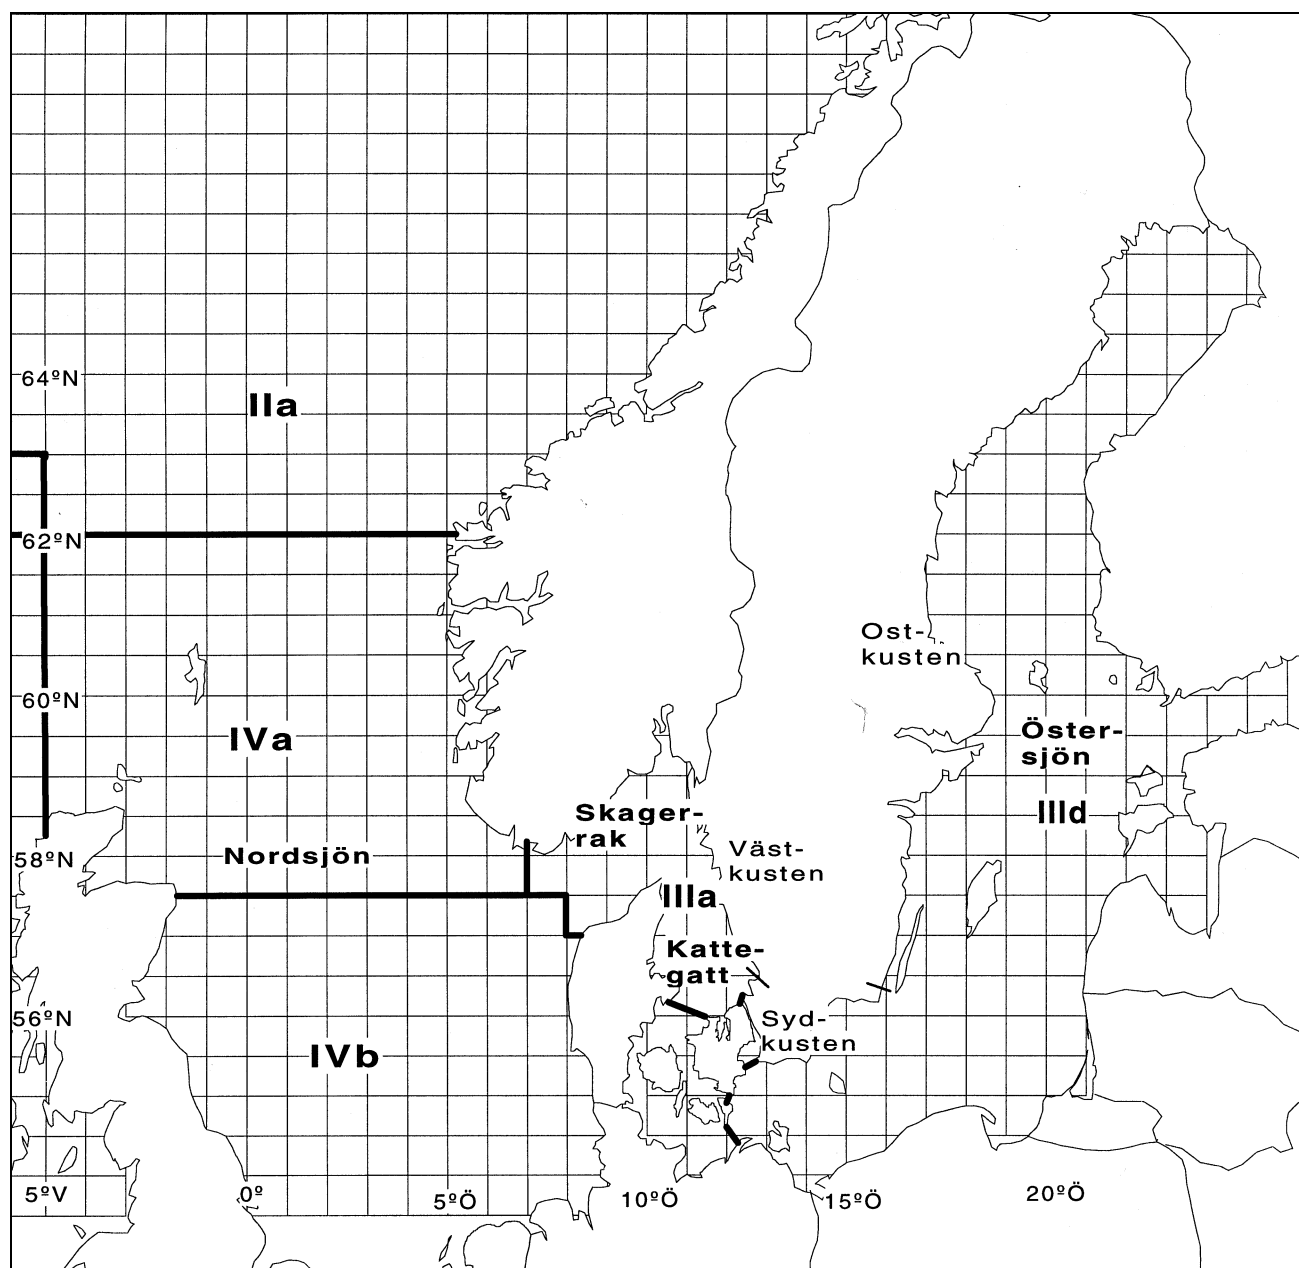 64ºN
IIa
62ºN
Ost-
kusten
60ºN
IVa
Öster-
sjön
Skager-
rak
IIId
58ºN
Nordsjön
Väst-
kusten
IIIa
Katte-
gatt
56ºN
Syd-
kusten
IVb
5ºV
0º
5ºÖ
10ºÖ
15ºÖ
20ºÖ